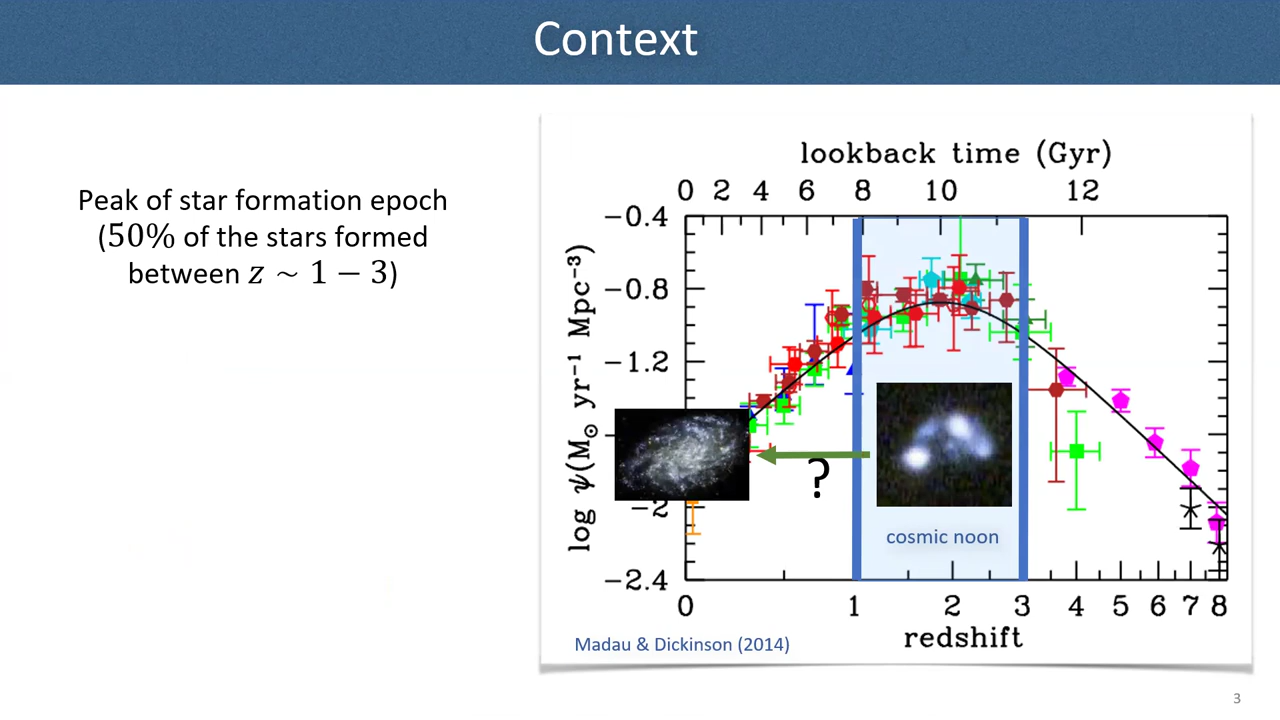 Context
Peak of star formation epoch
(50% of the stars formed
between z ~ 1 − 3)
lookback time (Gyr)
0 2 4 6 8 10 12
−0.4
−0.8
−1.2
−2
−2.4
log ψ(M⊙ yr⁻¹ Mpc⁻³)
?
cosmic noon
0 1 2 3 4 5 6 7 8
redshift
Madau & Dickinson (2014)
3